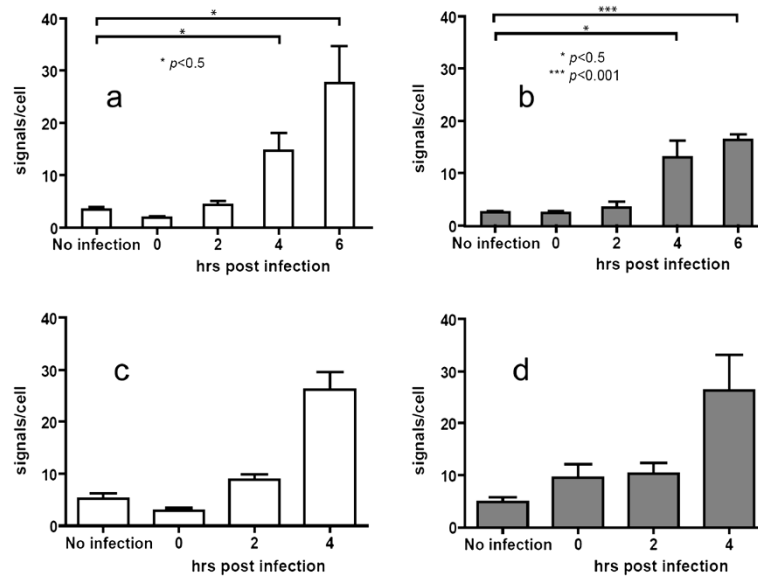 *
*
* p<0.5
a
signals/cell
40
30
20
10
0
No infection 0 2 4 6
hrs post infection
***
*
* p<0.5
*** p<0.001
b
signals/cell
40
30
20
10
0
No infection 0 2 4 6
hrs post infection
c
signals/cell
40
30
20
10
0
No infection 0 2 4
hrs post infection
d
signals/cell
40
30
20
10
0
No infection 0 2 4
hrs post infection